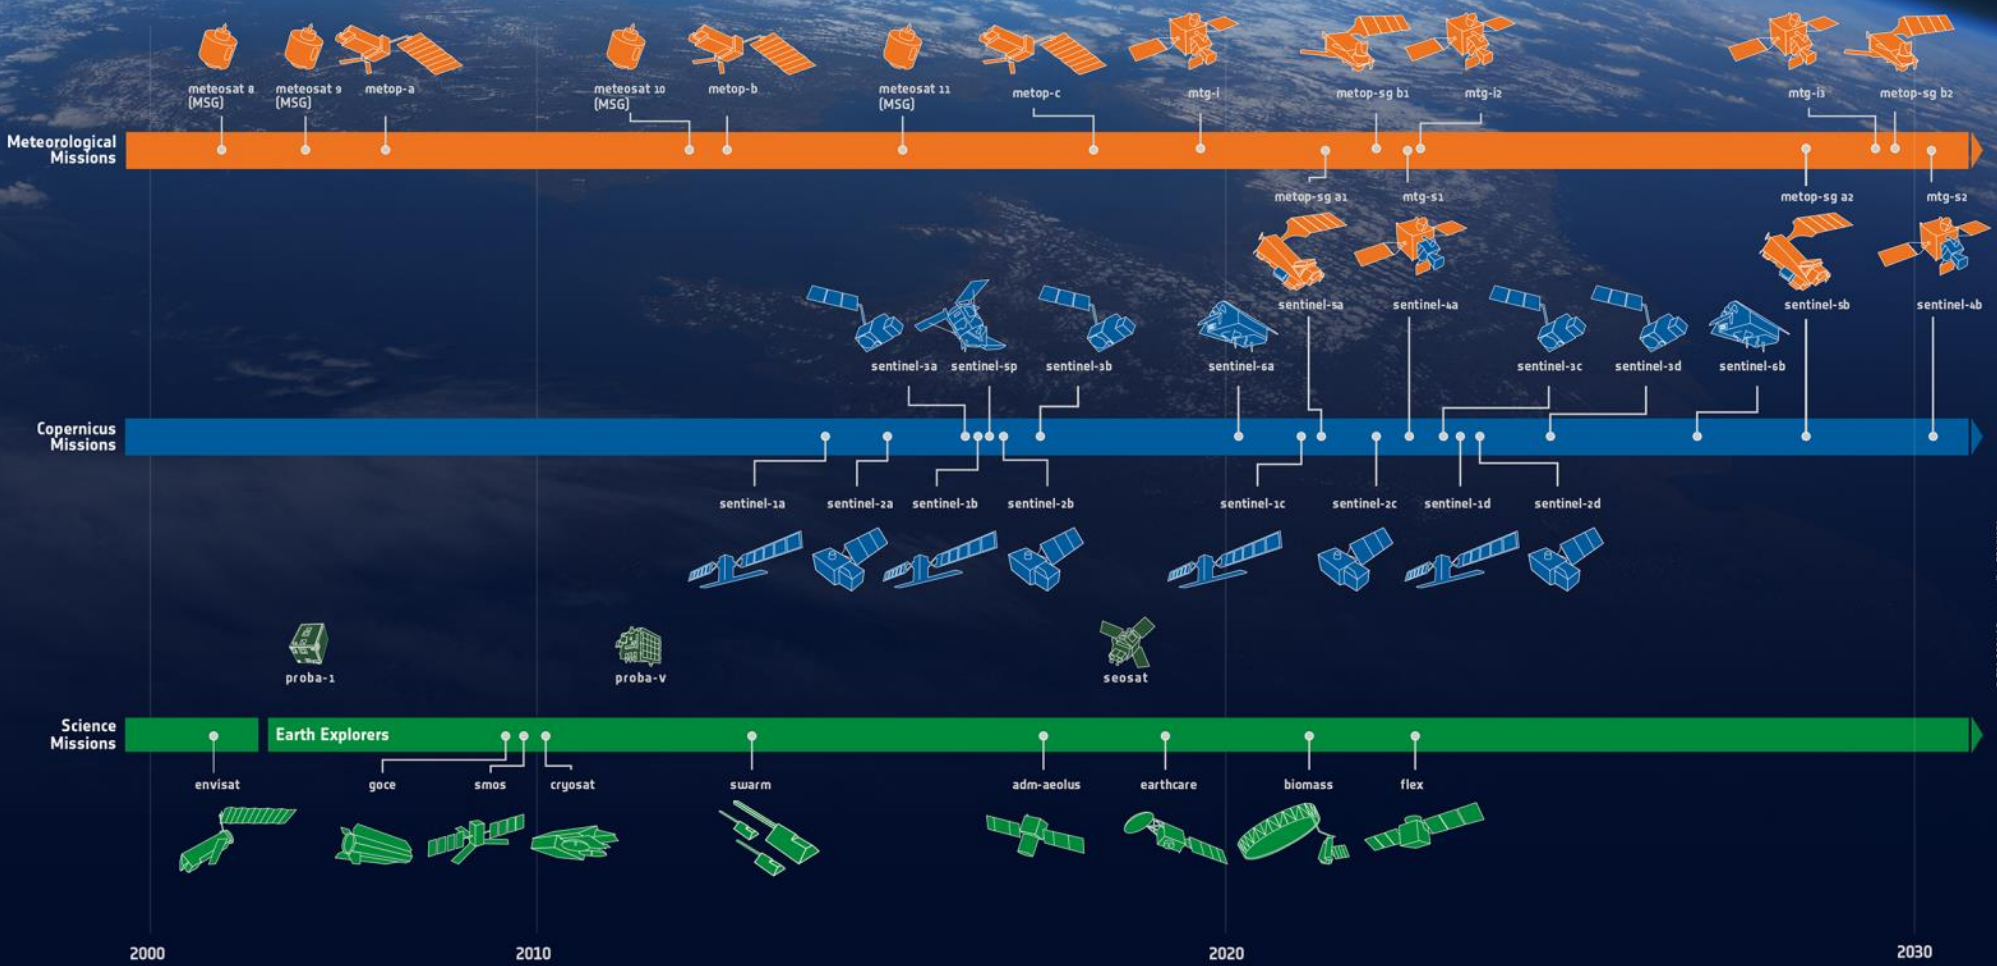 meteosat 8
(MSG)
meteosat 9
(MSG)
metop-a
meteosat 10
(MSG)
metop-b
meteosat 11
(MSG)
metop-c
mtg-i
metop-sg b1
mtg-i2
mtg-i3
metop-sg b2
Meteorological
Missions
metop-sg a1
mtg-s1
metop-sg a2
mtg-s2
sentinel-5a
sentinel-4a
sentinel-5b
sentinel-4b
sentinel-3a
sentinel-5p
sentinel-3b
sentinel-6a
sentinel-3c
sentinel-3d
sentinel-6b
Copernicus
Missions
sentinel-1a
sentinel-2a
sentinel-1b
sentinel-2b
sentinel-1c
sentinel-2c
sentinel-1d
sentinel-2d
proba-1
proba-v
seosat
Science
Missions
Earth Explorers
envisat
goce
smos
cryosat
swarm
adm-aeolus
earthcare
biomass
flex
2000
2010
2020
2030